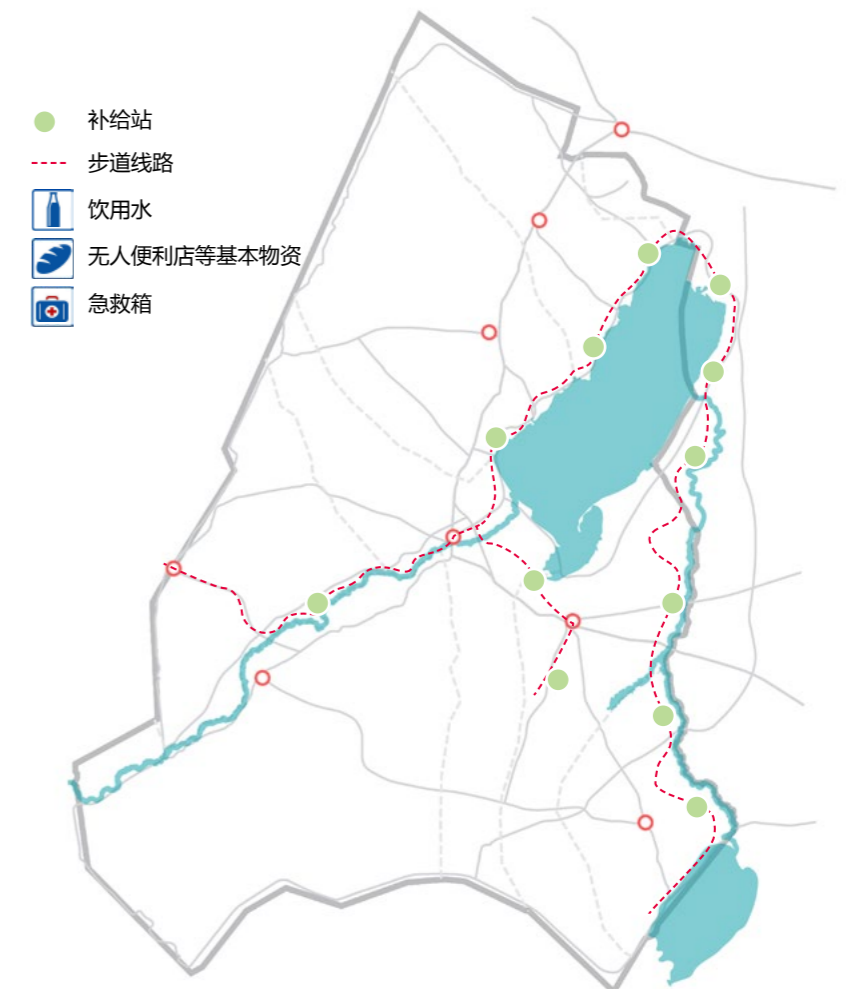 补给站
步道线路
饮用水
无人便利店等基本物资
急救箱